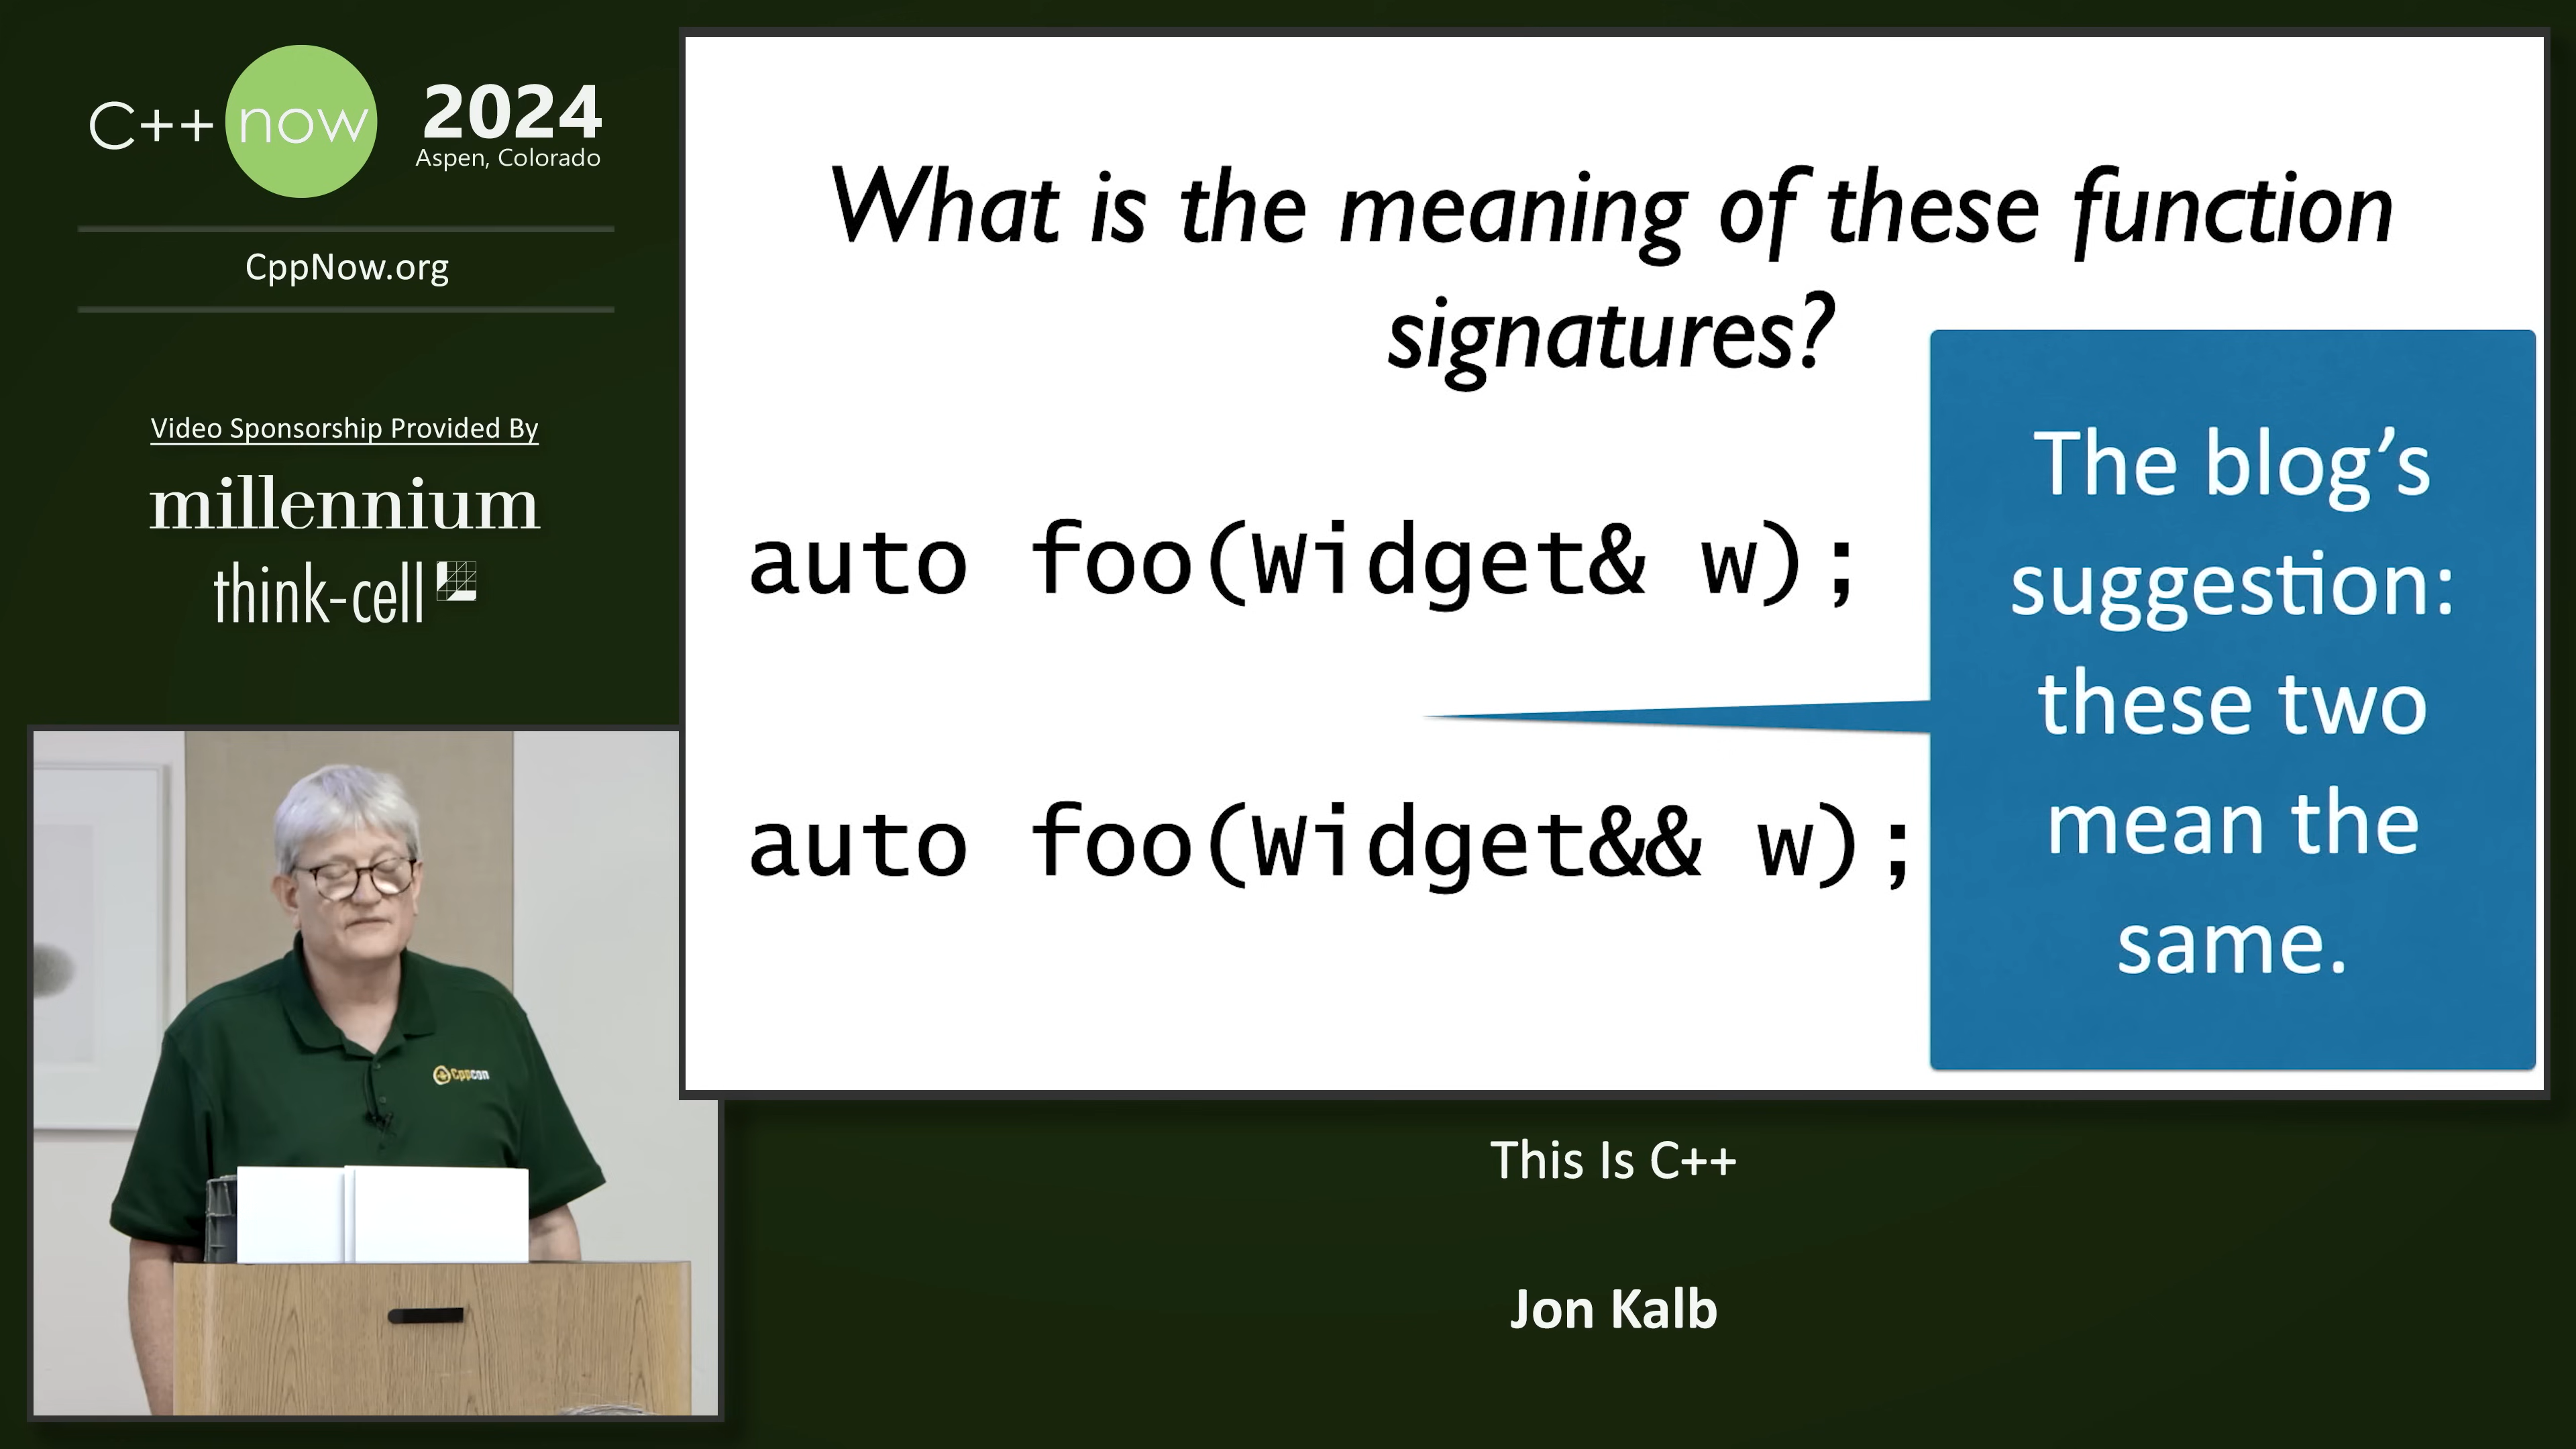 C++ now
2024
Aspen, Colorado
CppNow.org
Video Sponsorship Provided By
millennium
think-cell
What is the meaning of these function
signatures?
auto foo(Widget& w);
auto foo(Widget&& w);
The blog’s
suggestion:
these two
mean the
same.
Cppcon
This Is C++
Jon Kalb